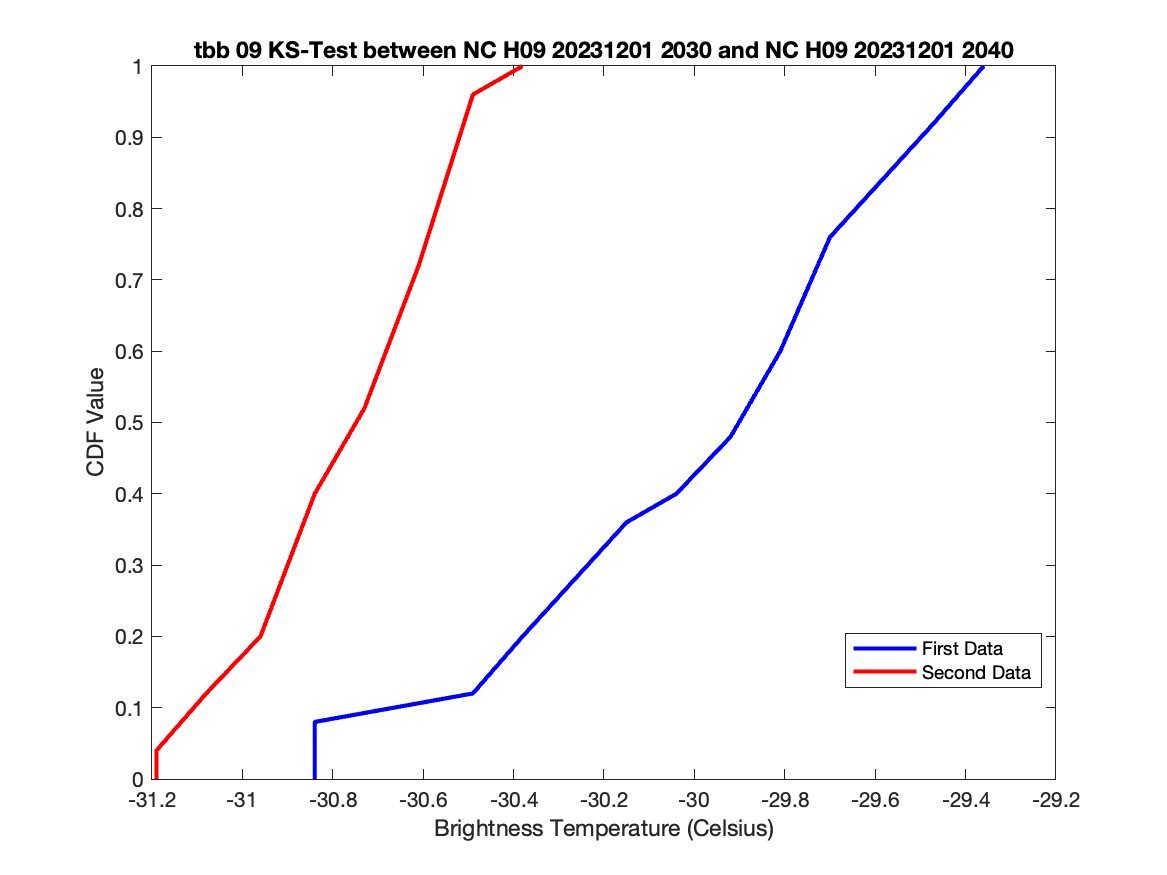 tbb 09 KS-Test between NC H09 20231201 2030 and NC H09 20231201 2040
1
0.9
0.8
0.7
0.6
0.5
0.4
0.3
0.2
0.1
0
CDF Value
First Data
Second Data
-31.2 -31 -30.8 -30.6 -30.4 -30.2 -30 -29.8 -29.6 -29.4 -29.2
Brightness Temperature (Celsius)